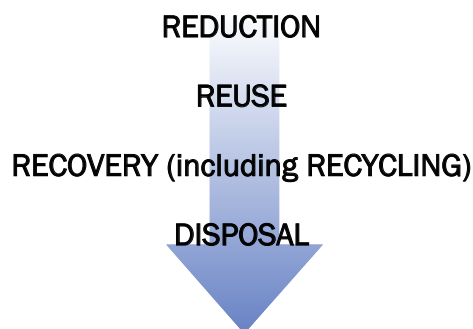 REDUCTION
REUSE
RECOVERY (including RECYCLING)
DISPOSAL